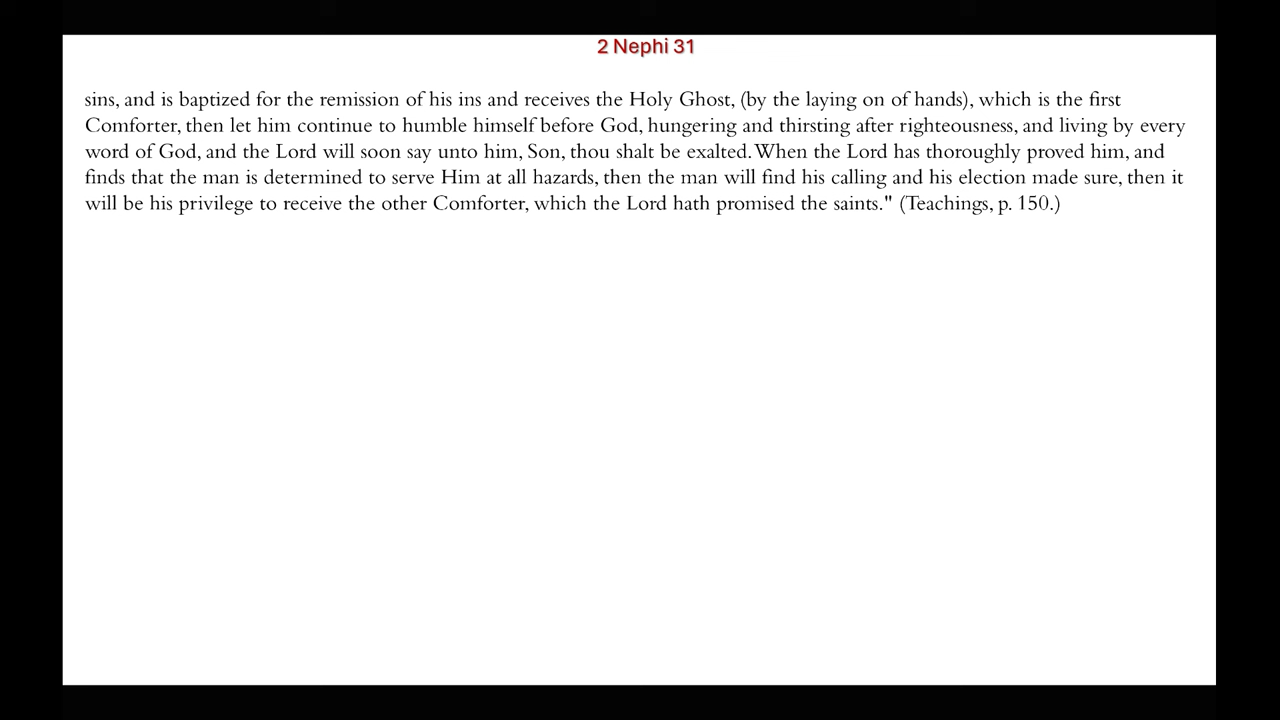 2 Nephi 31
sins, and is baptized for the remission of his ins and receives the Holy Ghost, (by the laying on of hands), which is the first
Comforter, then let him continue to humble himself before God, hungering and thirsting after righteousness, and living by every
word of God, and the Lord will soon say unto him, Son, thou shalt be exalted. When the Lord has thoroughly proved him, and
finds that the man is determined to serve Him at all hazards, then the man will find his calling and his election made sure, then it
will be his privilege to receive the other Comforter, which the Lord hath promised the saints." (Teachings, p. 150.)